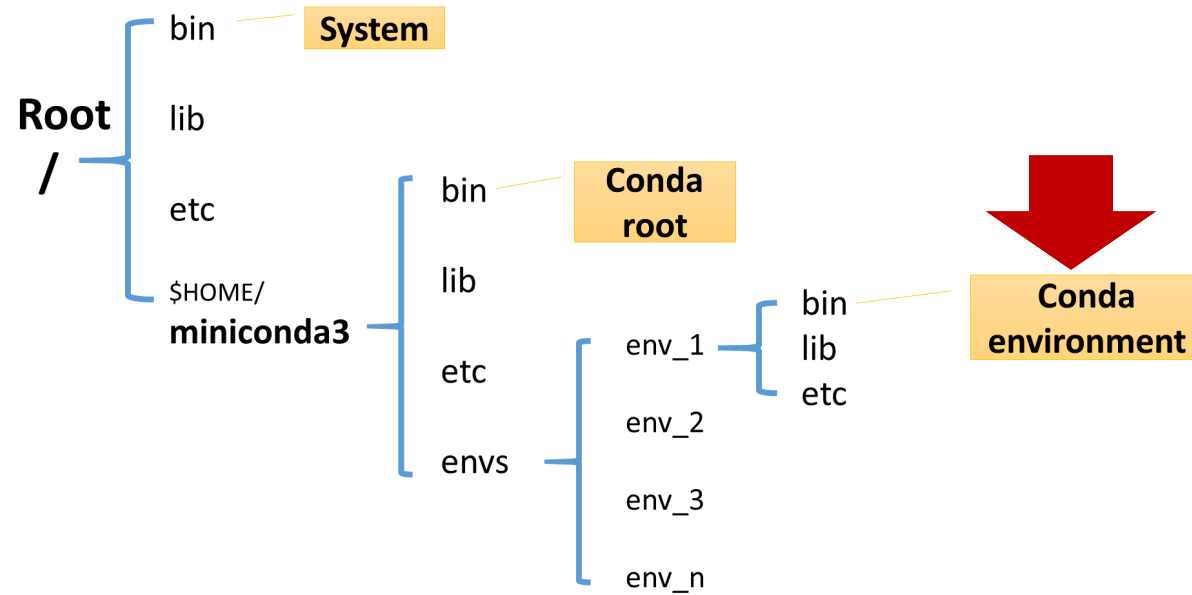 Root
/
bin
System
lib
etc
$HOME/
miniconda3
bin
Conda
root
lib
etc
envs
env_1
env_2
env_3
env_n
bin
lib
etc
Conda
environment